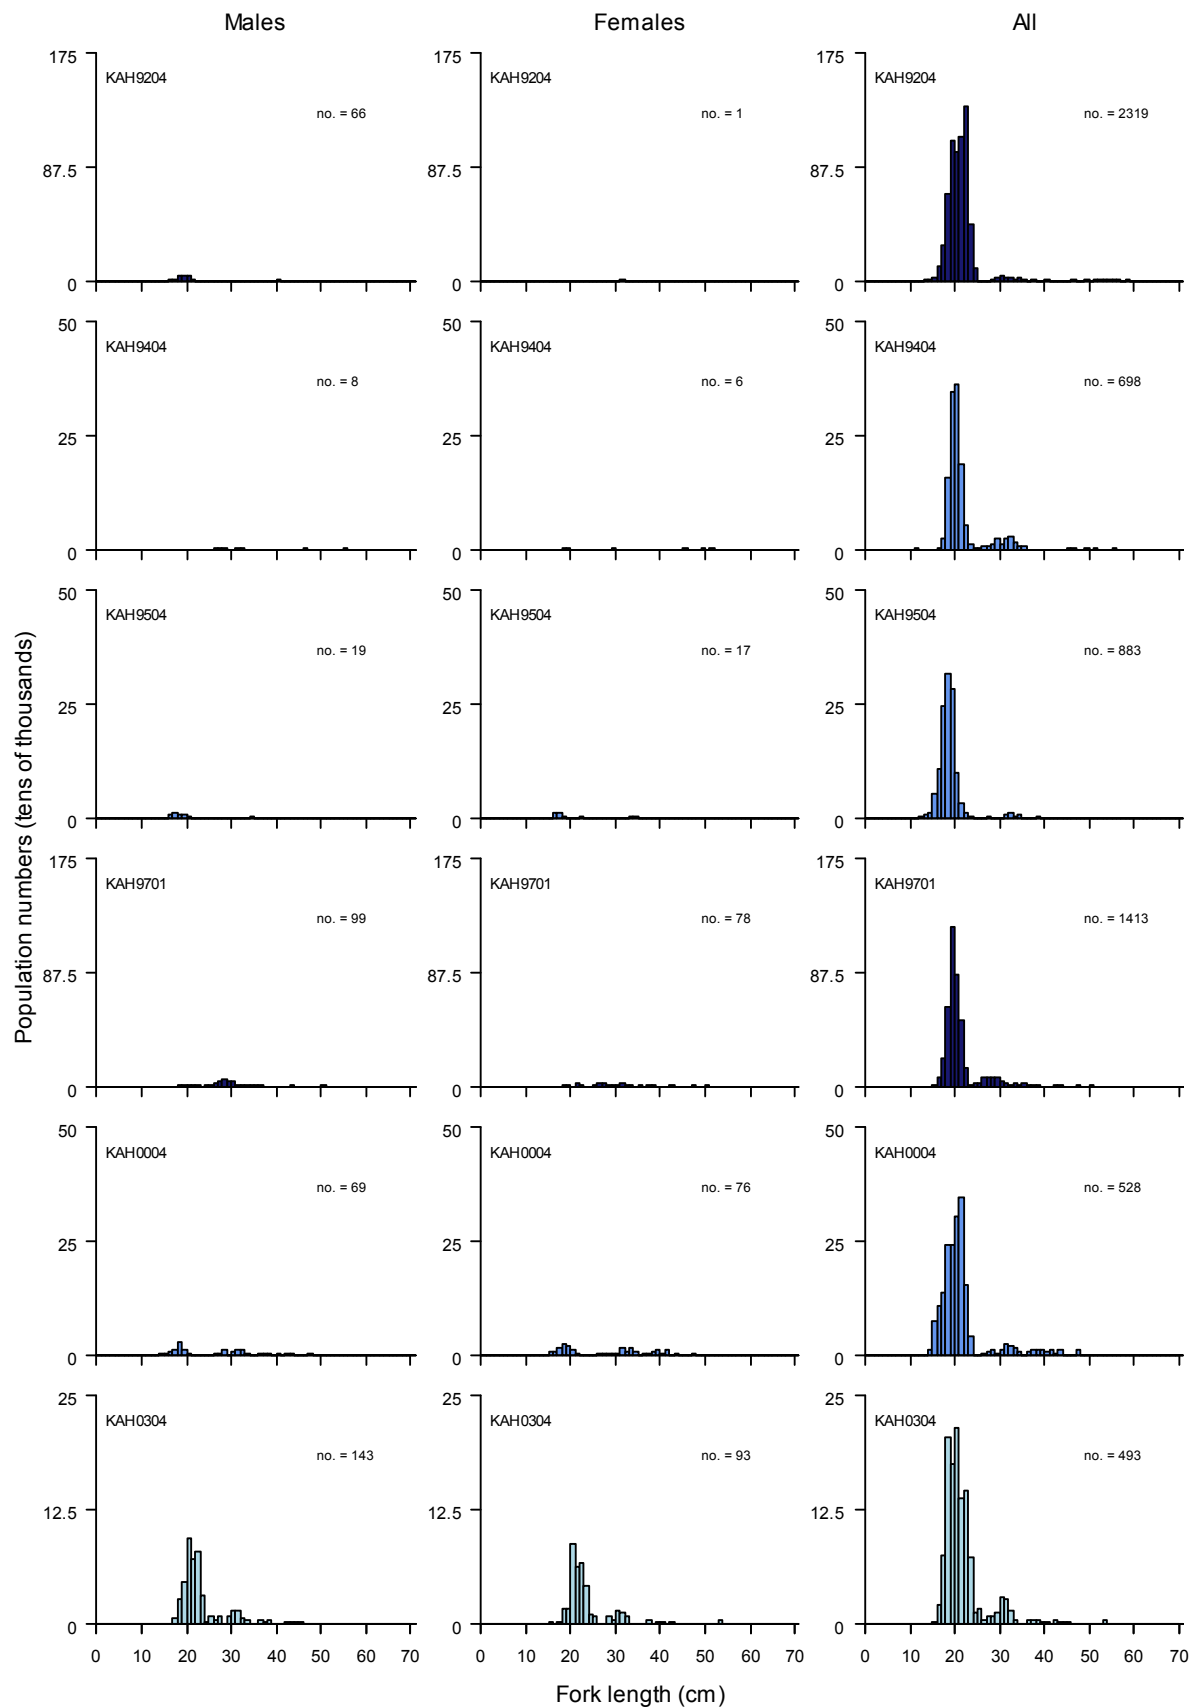 Males Females All
175 175 175
KAH9204 KAH9204 KAH9204
no. = 66 no. = 1 no. = 2319
87.5 87.5 87.5
0 0 0
50 50 50
KAH9404 KAH9404 KAH9404
no. = 8 no. = 6 no. = 698
25 25 25
0 0 0
50 50 50
KAH9504 KAH9504 KAH9504
no. = 19 no. = 17 no. = 883
25 25 25
0 0 0
Population numbers (tens of thousands)
175 175 175
KAH9701 KAH9701 KAH9701
no. = 99 no. = 78 no. = 1413
87.5 87.5 87.5
0 0 0
50 50 50
KAH0004 KAH0004 KAH0004
no. = 69 no. = 76 no. = 528
25 25 25
0 0 0
25 25 25
KAH0304 KAH0304 KAH0304
no. = 143 no. = 93 no. = 493
12.5 12.5 12.5
0 0 0
0 10 20 30 40 50 60 70 0 10 20 30 40 50 60 70 0 10 20 30 40 50 60 70
Fork length (cm)